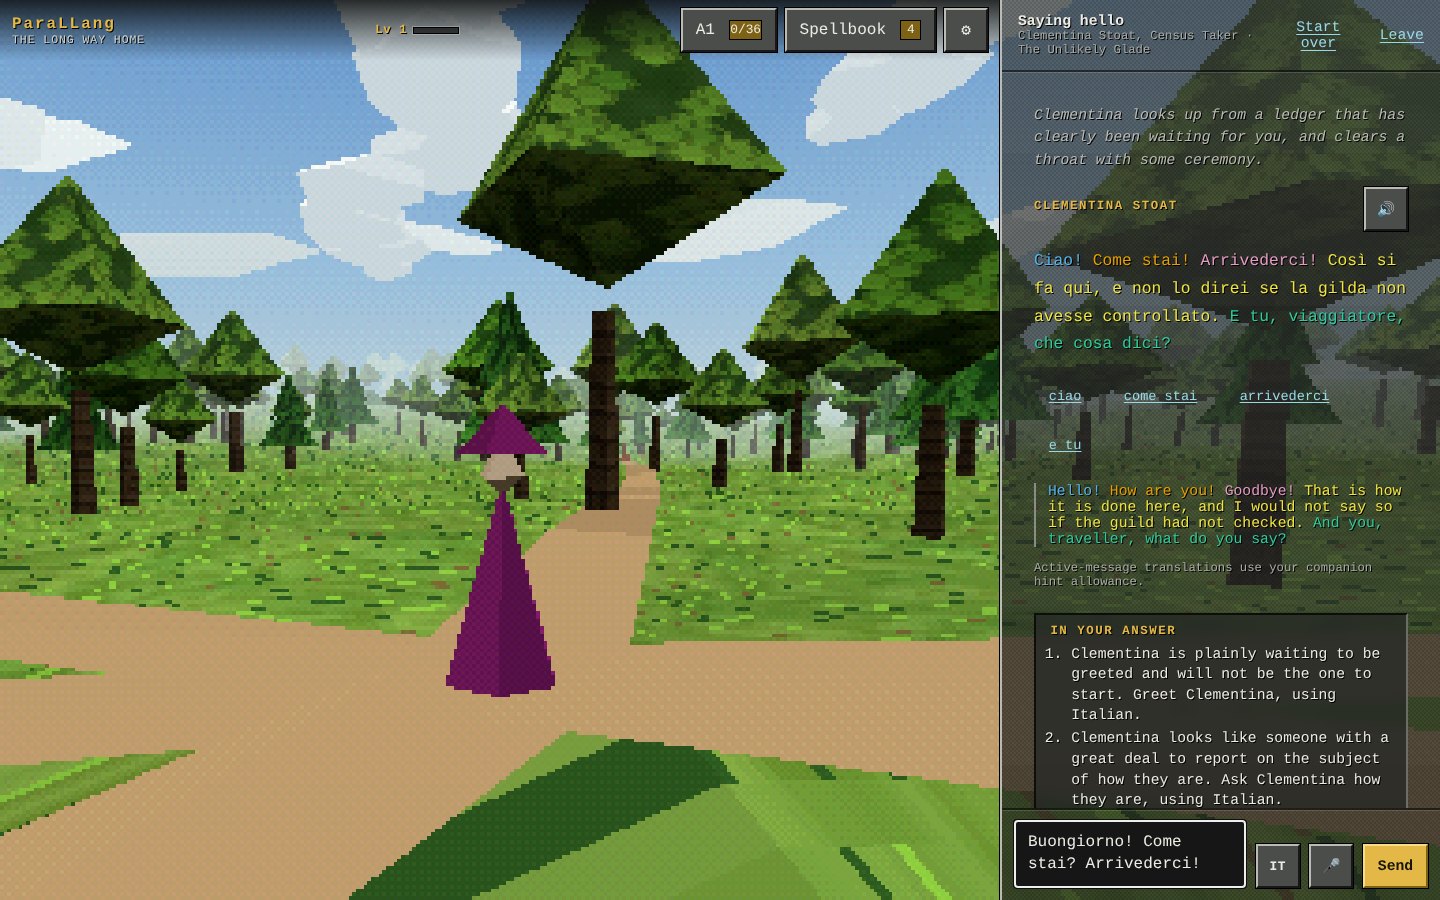 ParaLLang
THE LONG WAY HOME
Lv 1
A1 0/36
Spellbook 4
Saying hello
Clementina Stoat, Census Taker ·
The Unlikely Glade
Start
over
Leave
Clementina looks up from a ledger that has
clearly been waiting for you, and clears a
throat with some ceremony.
CLEMENTINA STOAT
Ciao! Come stai! Arrivederci! Così si
fa qui, e non lo direi se la gilda non
avesse controllato. E tu, viaggiatore,
che cosa dici?
ciao come stai arrivederci
e tu
Hello! How are you! Goodbye! That is how
it is done here, and I would not say so
if the guild had not checked. And you,
traveller, what do you say?
Active-message translations use your companion
hint allowance.
IN YOUR ANSWER
1. Clementina is plainly waiting to be
greeted and will not be the one to
start. Greet Clementina, using
Italian.
2. Clementina looks like someone with a
great deal to report on the subject
of how they are. Ask Clementina how
they are, using Italian.
Buongiorno! Come
stai? Arrivederci!
IT
Send